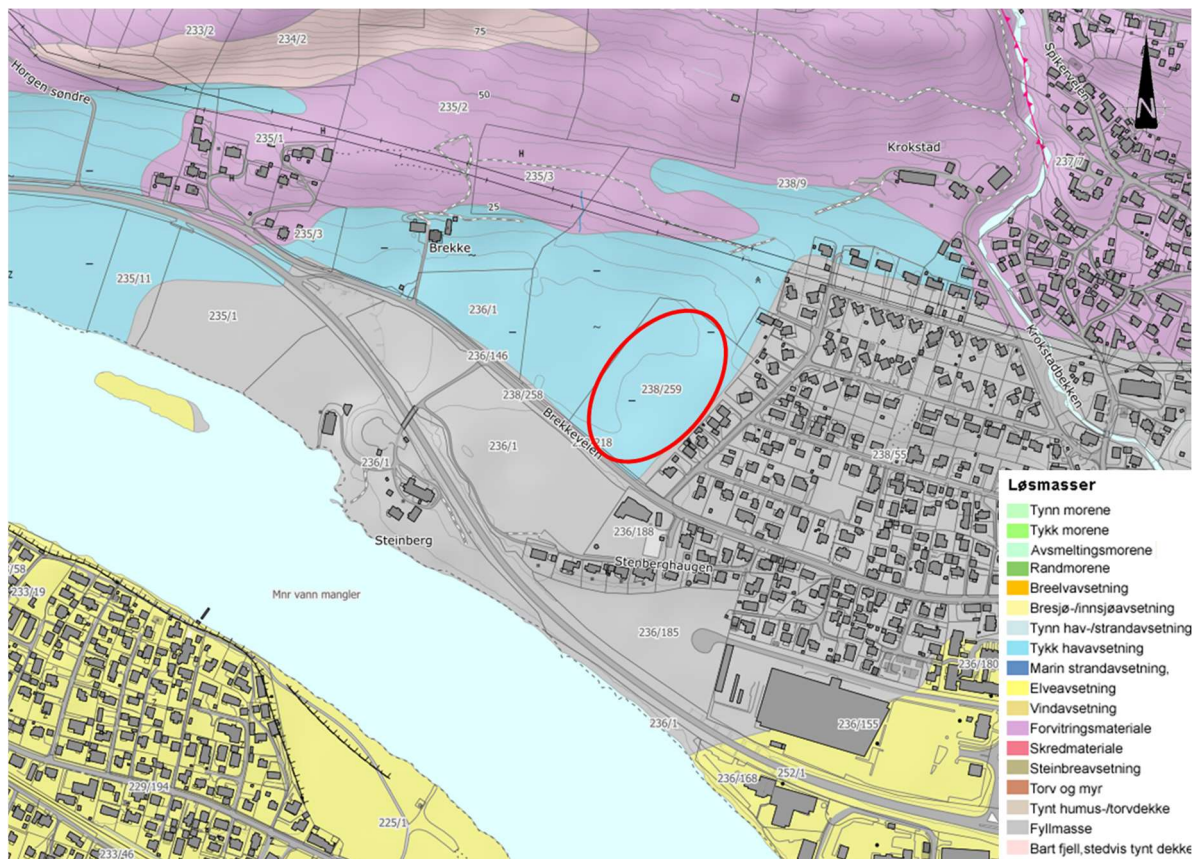 233/2
234/2
75
Spikerveien
N
Horgen søndre
50
235/2
H
235/1
H
Krokstad
237/7
235/3
238/9
H
25
235/3
Brekke
235/11
236/1
235/1
236/146
238/259
238/258
Krokstadbekken
Brekkeveien
218
236/1
236/1
238/55
Løsmasser
Tynn morene
236/188
Tykk morene
Steinberg
Avsmeltingsmorene
Stenberghaugen
Randmorene
/58
Breelvavsetning
233/19
Mnr vann mangler
Bresjø-/innsjøavsetning
Tynn hav-/strandavsetning
236/185
Tykk havavsetning
236/180
Marin strandavsetning,
Elveavsetning
Vindavsetning
236/1
236/155
Forvitringsmateriale
Skredmateriale
236/168
252/1
Steinbreavsetning
229/194
Torv og myr
Tynt humus-/torvdekke
225/1
Fyllmasse
233/46
Bart fjell,stedvis tynt dekke